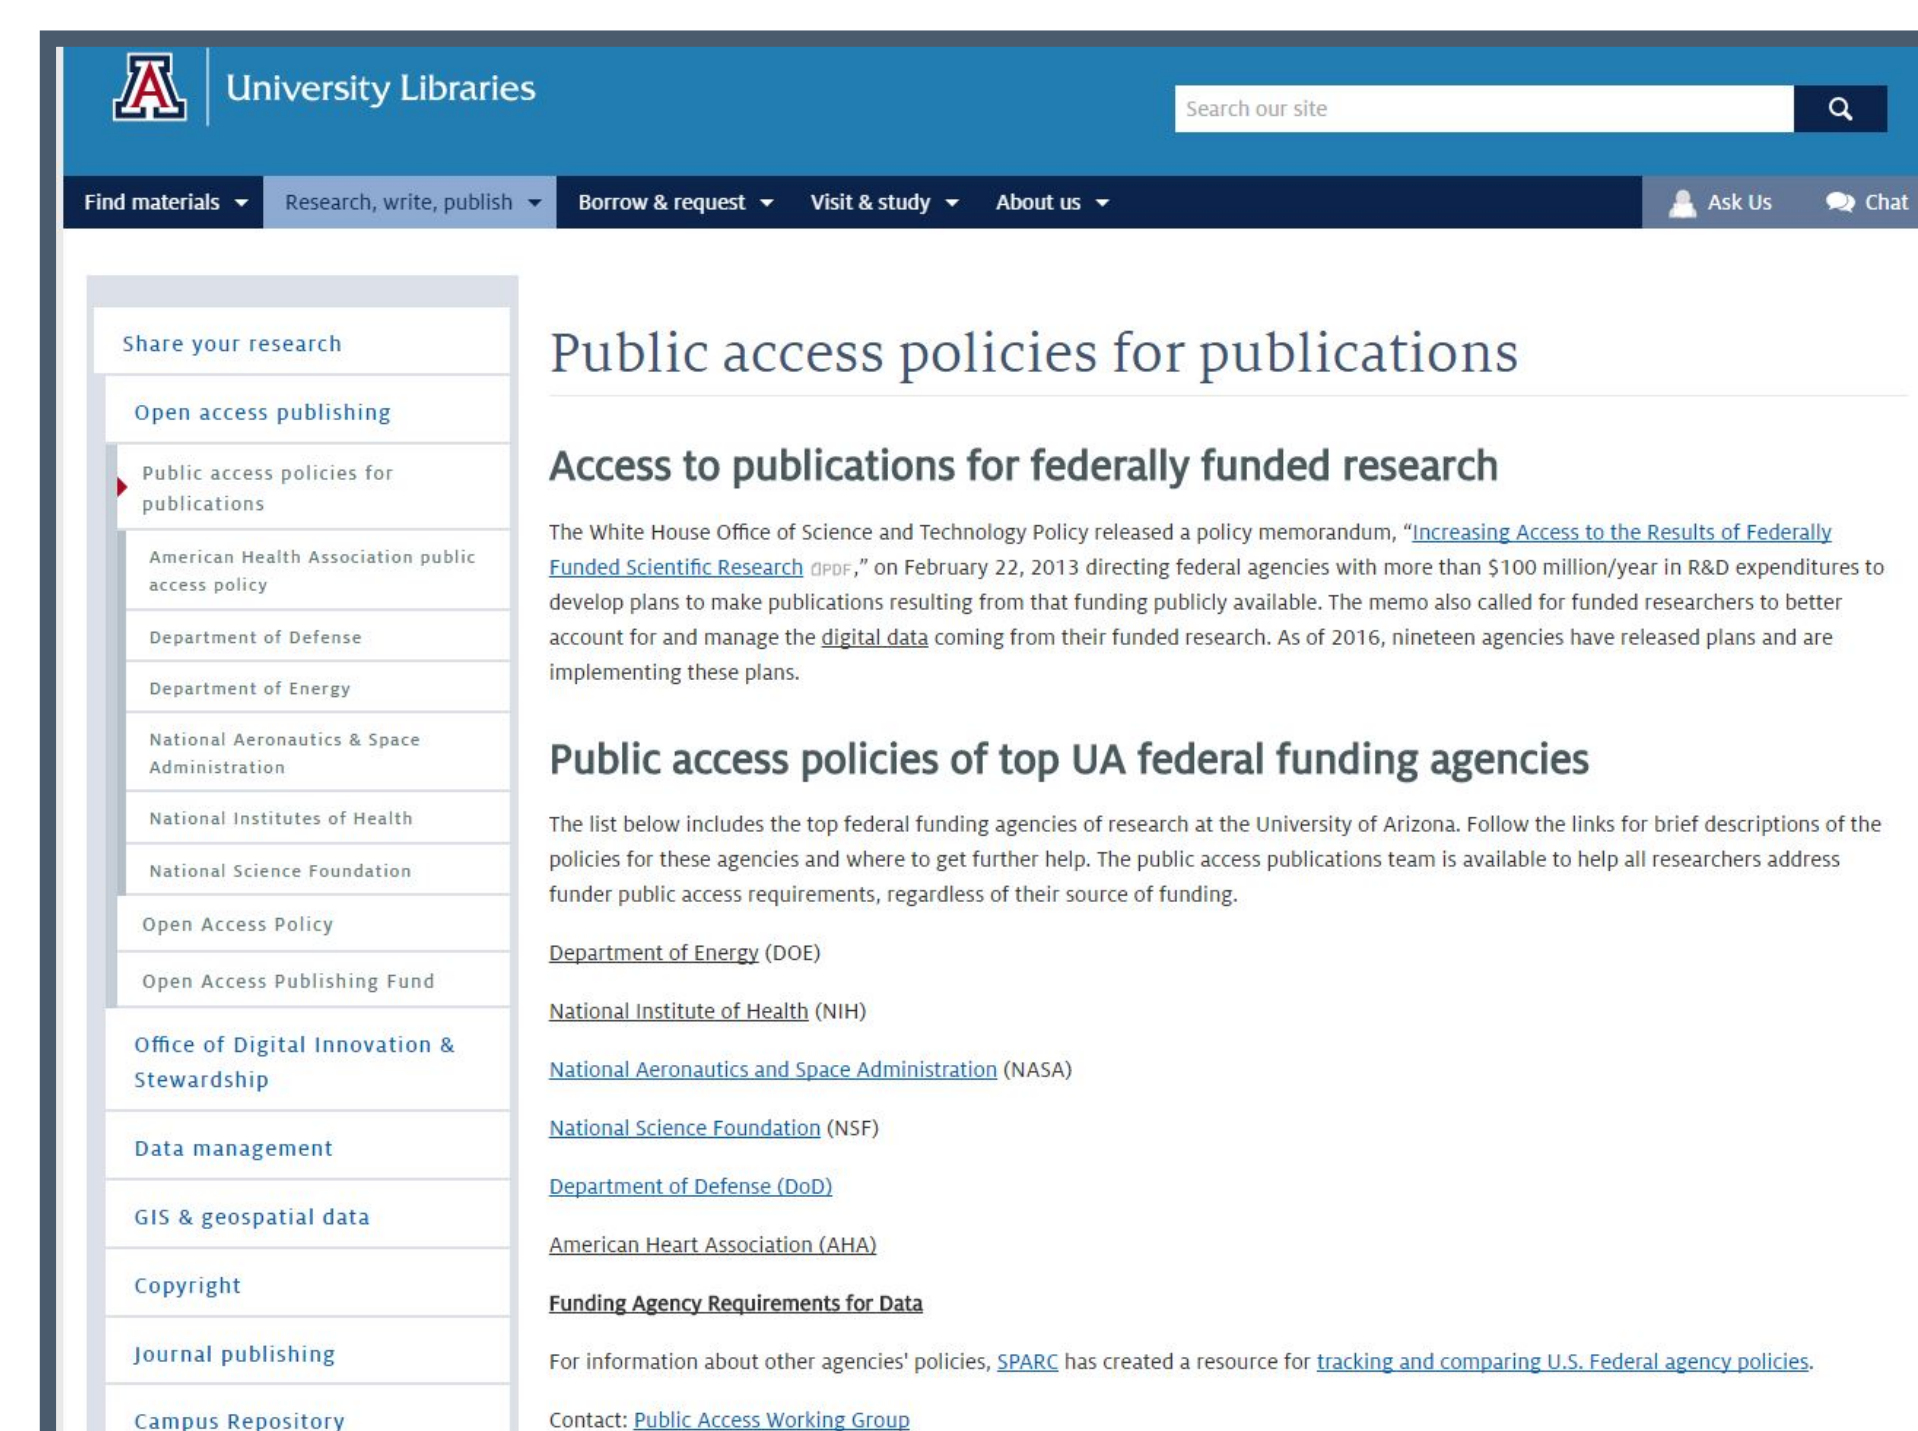 A
University Libraries
Search our site
Find materials
Research, write, publish
Borrow & request
Visit & study
About us
Ask Us
Chat
Share your research
Open access publishing
Public access policies for
publications
American Health Association public
access policy
Department of Defense
Department of Energy
National Aeronautics & Space
Administration
National Institutes of Health
National Science Foundation
Open Access Policy
Open Access Publishing Fund
Office of Digital Innovation &
Stewardship
Data management
GIS & geospatial data
Copyright
Journal publishing
Campus Repository
Public access policies for publications
Access to publications for federally funded research
The White House Office of Science and Technology Policy released a policy memorandum, “Increasing Access to the Results of Federally
Funded Scientific Research PDF,” on February 22, 2013 directing federal agencies with more than $100 million/year in R&D expenditures to
develop plans to make publications resulting from that funding publicly available. The memo also called for funded researchers to better
account for and manage the digital data coming from their funded research. As of 2016, nineteen agencies have released plans and are
implementing these plans.
Public access policies of top UA federal funding agencies
The list below includes the top federal funding agencies of research at the University of Arizona. Follow the links for brief descriptions of the
policies for these agencies and where to get further help. The public access publications team is available to help all researchers address
funder public access requirements, regardless of their source of funding.
Department of Energy (DOE)
National Institute of Health (NIH)
National Aeronautics and Space Administration (NASA)
National Science Foundation (NSF)
Department of Defense (DoD)
American Heart Association (AHA)
Funding Agency Requirements for Data
For information about other agencies' policies, SPARC has created a resource for tracking and comparing U.S. Federal agency policies.
Contact: Public Access Working Group